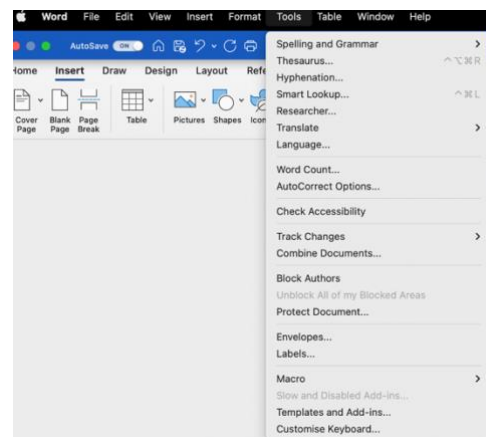 Word File Edit View Insert Format Tools Table Window Help
AutoSave ON
Home Insert Draw Design Layout Refe
Cover Page
Blank Page
Page Break
Table
Pictures
Shapes
Icon
Spelling and Grammar
Thesaurus... ^⌥⌘R
Hyphenation...
Smart Lookup... ^⌘L
Researcher...
Translate
Language...
Word Count...
AutoCorrect Options...
Check Accessibility
Track Changes
Combine Documents...
Block Authors
Unblock All of my Blocked Areas
Protect Document...
Envelopes...
Labels...
Macro
Slow and Disabled Add-ins...
Templates and Add-ins...
Customise Keyboard...